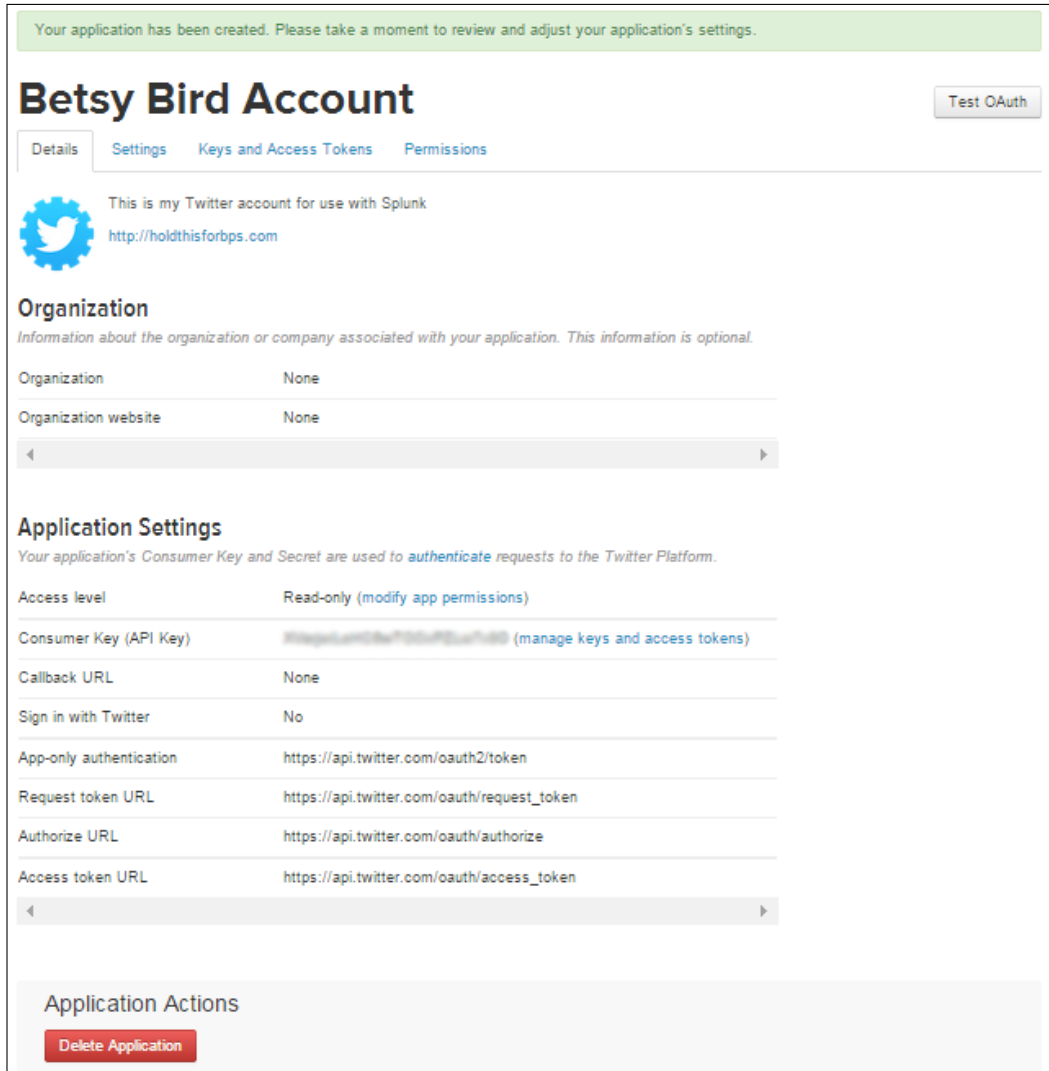 Your application has been created. Please take a moment to review and adjust your application's settings.
Betsy Bird Account
Test OAuth
Details Settings Keys and Access Tokens Permissions
This is my Twitter account for use with Splunk
http://holdthisforbps.com
Organization
Information about the organization or company associated with your application. This information is optional.
Organization None
Organization website None
Application Settings
Your application's Consumer Key and Secret are used to authenticate requests to the Twitter Platform.
Access level Read-only (modify app permissions)
Consumer Key (API Key) (manage keys and access tokens)
Callback URL None
Sign in with Twitter No
App-only authentication https://api.twitter.com/oauth2/token
Request token URL https://api.twitter.com/oauth/request_token
Authorize URL https://api.twitter.com/oauth/authorize
Access token URL https://api.twitter.com/oauth/access_token
Application Actions
Delete Application